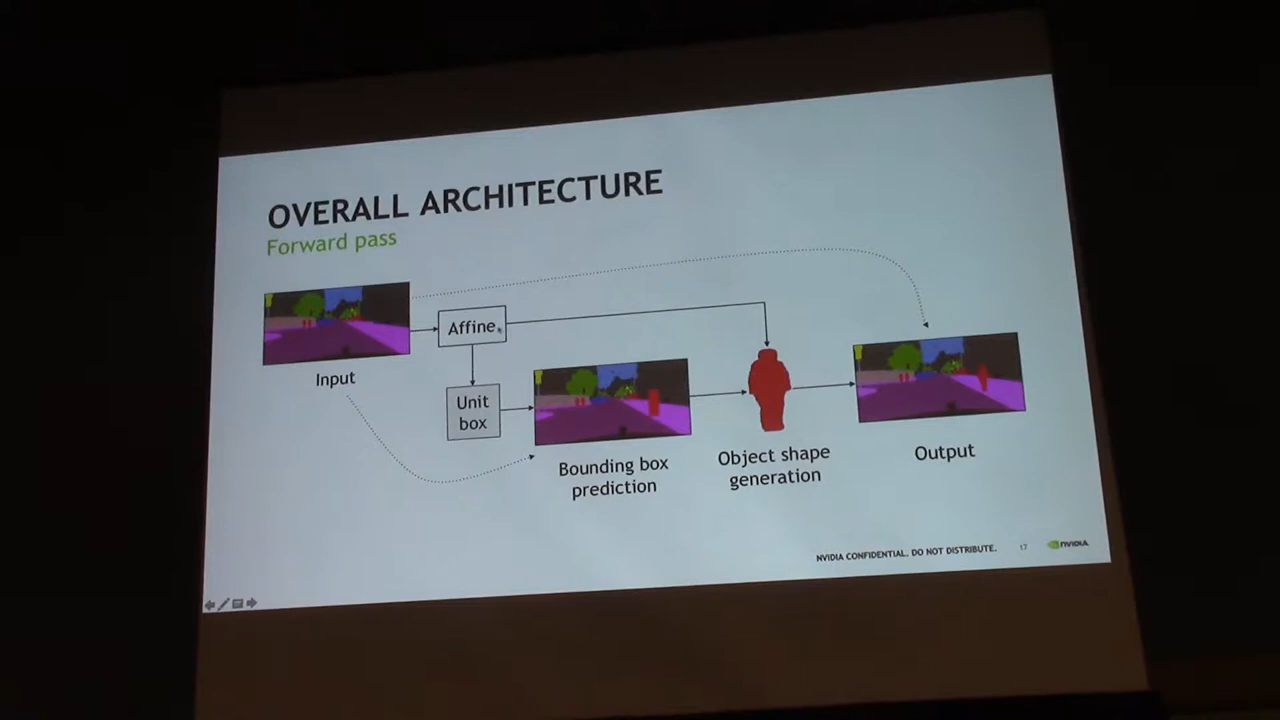 OVERALL ARCHITECTURE
Forward pass
Affine
Input
Unit
box
Bounding box
prediction
Object shape
generation
Output
NVIDIA CONFIDENTIAL. DO NOT DISTRIBUTE.
17
NVIDIA